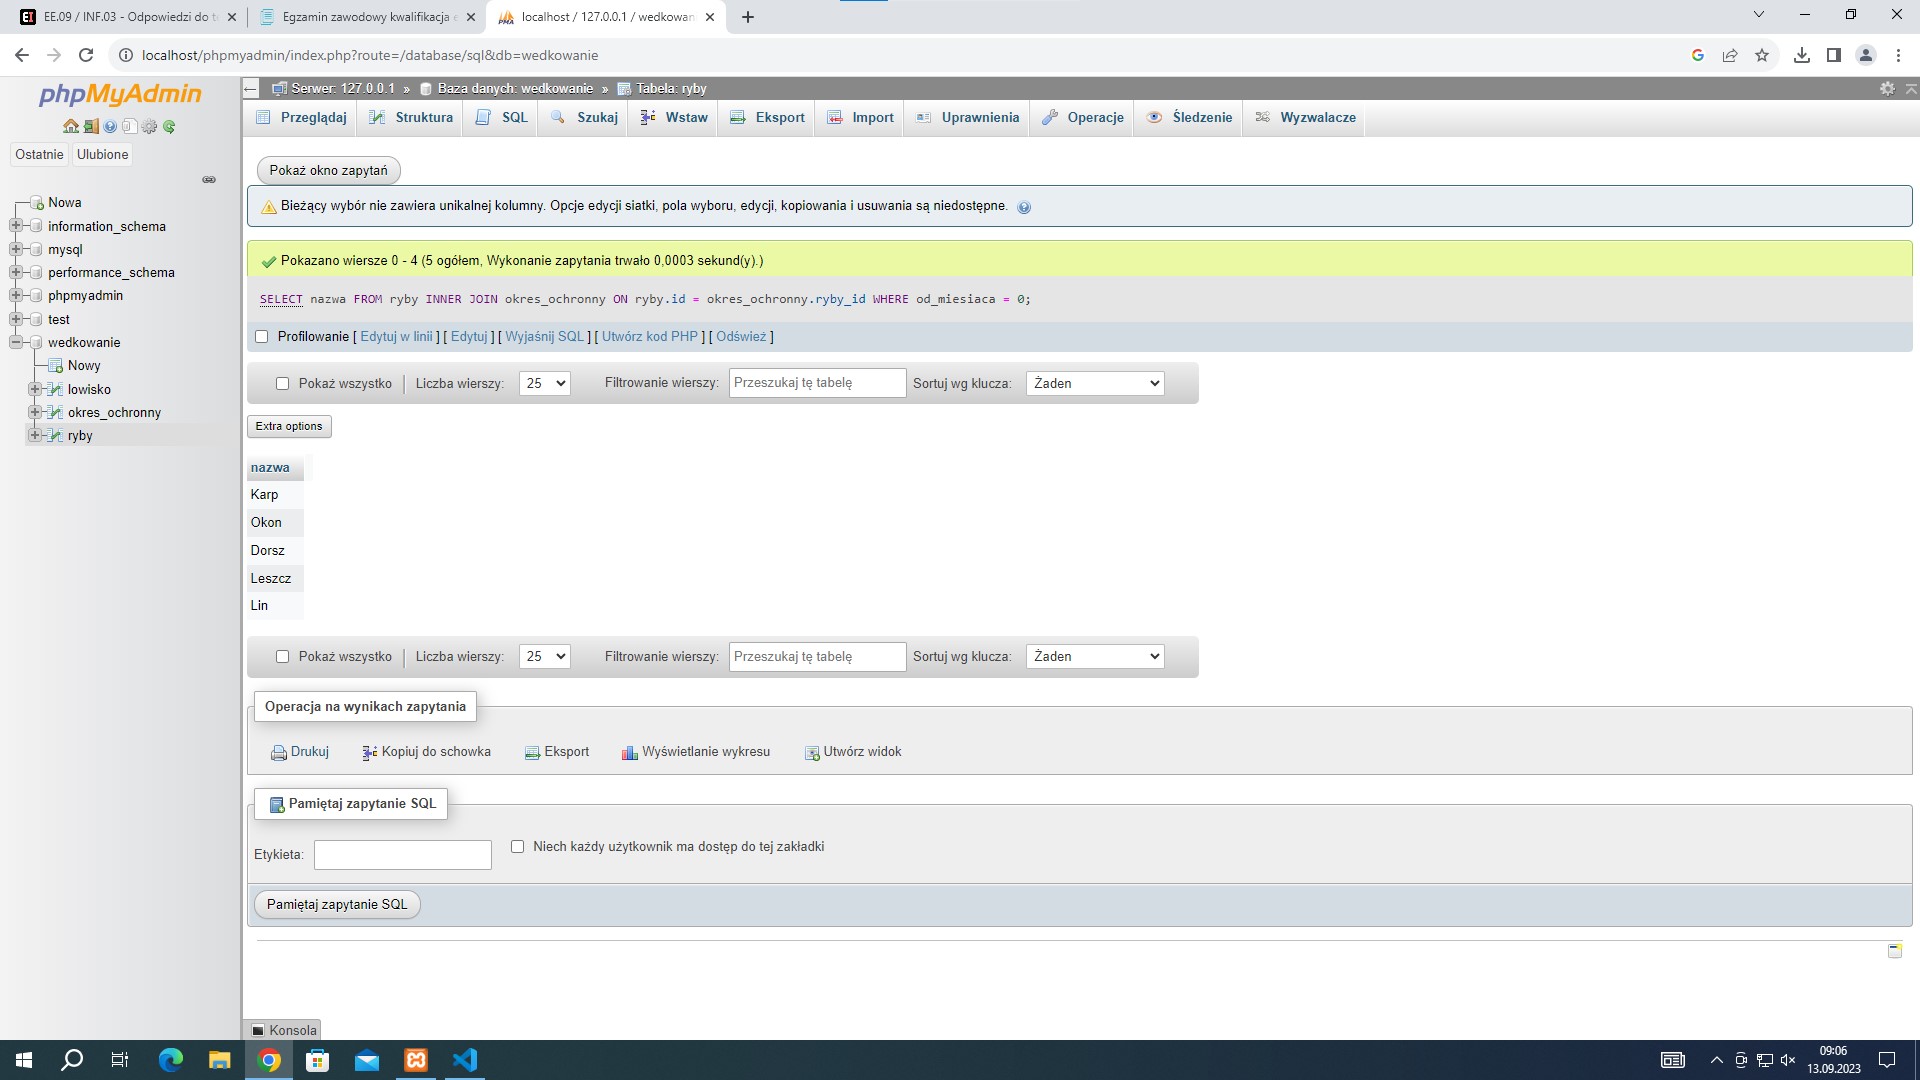 EE.09 / INF.03 - Odpowiedzi do t
Egzamin zawodowy kwalifikacja e
localhost / 127.0.0.1 / wedkowan
localhost/phpmyadmin/index.php?route=/database/sql&db=wedkowanie
phpMyAdmin
Ostatnie
Ulubione
Nowa
information_schema
mysql
performance_schema
phpmyadmin
test
wedkowanie
Nowy
lowisko
okres_ochronny
ryby
Serwer: 127.0.0.1 » Baza danych: wedkowanie » Tabela: ryby
Przeglądaj Struktura SQL Szukaj Wstaw Eksport Import Uprawnienia Operacje Śledzenie Wyzwalacze
Pokaż okno zapytań
Bieżący wybór nie zawiera unikalnej kolumny. Opcje edycji siatki, pola wyboru, edycji, kopiowania i usuwania są niedostępne.
Pokazano wiersze 0 - 4 (5 ogółem, Wykonanie zapytania trwało 0,0003 sekund(y).)
SELECT nazwa FROM ryby INNER JOIN okres_ochronny ON ryby.id = okres_ochronny.ryby_id WHERE od_miesiaca = 0;
Profilowanie [ Edytuj w linii ] [ Edytuj ] [ Wyjaśnij SQL ] [ Utwórz kod PHP ] [ Odśwież ]
Pokaż wszystko | Liczba wierszy: 25 Filtrowanie wierszy: Przeszukaj tę tabelę Sortuj wg klucza: Żaden
Extra options
nazwa
Karp
Okon
Dorsz
Leszcz
Lin
Pokaż wszystko | Liczba wierszy: 25 Filtrowanie wierszy: Przeszukaj tę tabelę Sortuj wg klucza: Żaden
Operacja na wynikach zapytania
Drukuj Kopiuj do schowka Eksport Wyświetlanie wykresu Utwórz widok
Pamiętaj zapytanie SQL
Etykieta: Niech każdy użytkownik ma dostęp do tej zakładki
Pamiętaj zapytanie SQL
Konsola
09:06
13.09.2023